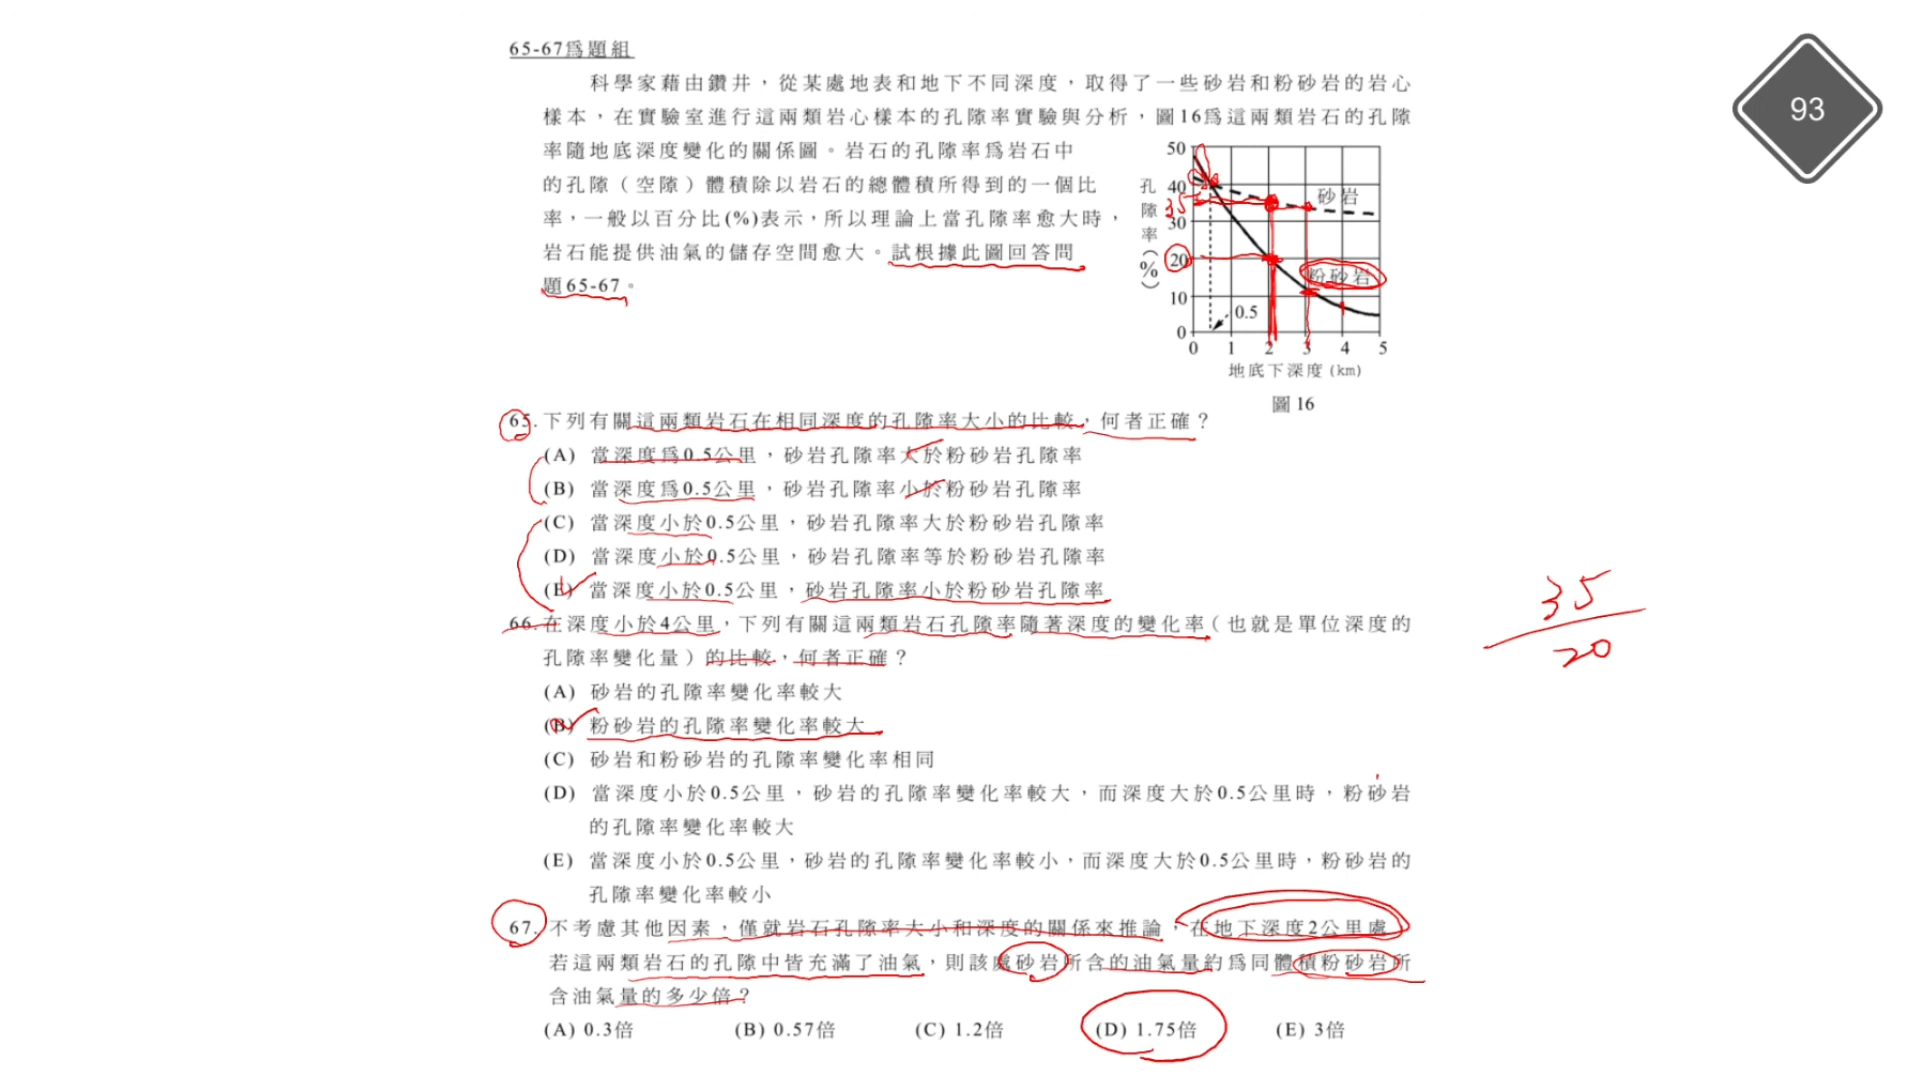 93
65-67為題組
科學家藉由鑽井，從某處地表和地下不同深度，取得了一些砂岩和粉砂岩的岩心
樣本，在實驗室進行這兩類岩心樣本的孔隙率實驗與分析，圖16為這兩類岩石的孔隙
率隨地底深度變化的關係圖。岩石的孔隙率為岩石中
的孔隙（空隙）體積除以岩石的總體積所得到的一個比
率，一般以百分比(%)表示，所以理論上當孔隙率愈大時，
岩石能提供油氣的儲存空間愈大。試根據此圖回答問
題65-67。
孔隙率(%)
50
40
35
30
20
10
0
砂岩
粉砂岩
0.5
0 1 2 3 4 5
地底下深度(km)
圖16
65.下列有關這兩類岩石在相同深度的孔隙率大小的比較，何者正確？
(A) 當深度為0.5公里，砂岩孔隙率大於粉砂岩孔隙率
(B) 當深度為0.5公里，砂岩孔隙率小於粉砂岩孔隙率
(C) 當深度小於0.5公里，砂岩孔隙率大於粉砂岩孔隙率
(D) 當深度小於0.5公里，砂岩孔隙率等於粉砂岩孔隙率
(E) 當深度小於0.5公里，砂岩孔隙率小於粉砂岩孔隙率
66.在深度小於4公里，下列有關這兩類岩石孔隙率隨著深度的變化率（也就是單位深度的
孔隙率變化量）的比較，何者正確？
(A) 砂岩的孔隙率變化率較大
(B) 粉砂岩的孔隙率變化率較大
(C) 砂岩和粉砂岩的孔隙率變化率相同
(D) 當深度小於0.5公里，砂岩的孔隙率變化率較大，而深度大於0.5公里時，粉砂岩
的孔隙率變化率較大
(E) 當深度小於0.5公里，砂岩的孔隙率變化率較小，而深度大於0.5公里時，粉砂岩的
孔隙率變化率較小
67.不考慮其他因素，僅就岩石孔隙率大小和深度的關係來推論，在地下深度2公里處
若這兩類岩石的孔隙中皆充滿了油氣，則該處砂岩所含的油氣量約為同體積粉砂岩所
含油氣量的多少倍？
(A) 0.3倍 (B) 0.57倍 (C) 1.2倍 (D) 1.75倍 (E) 3倍
35
20